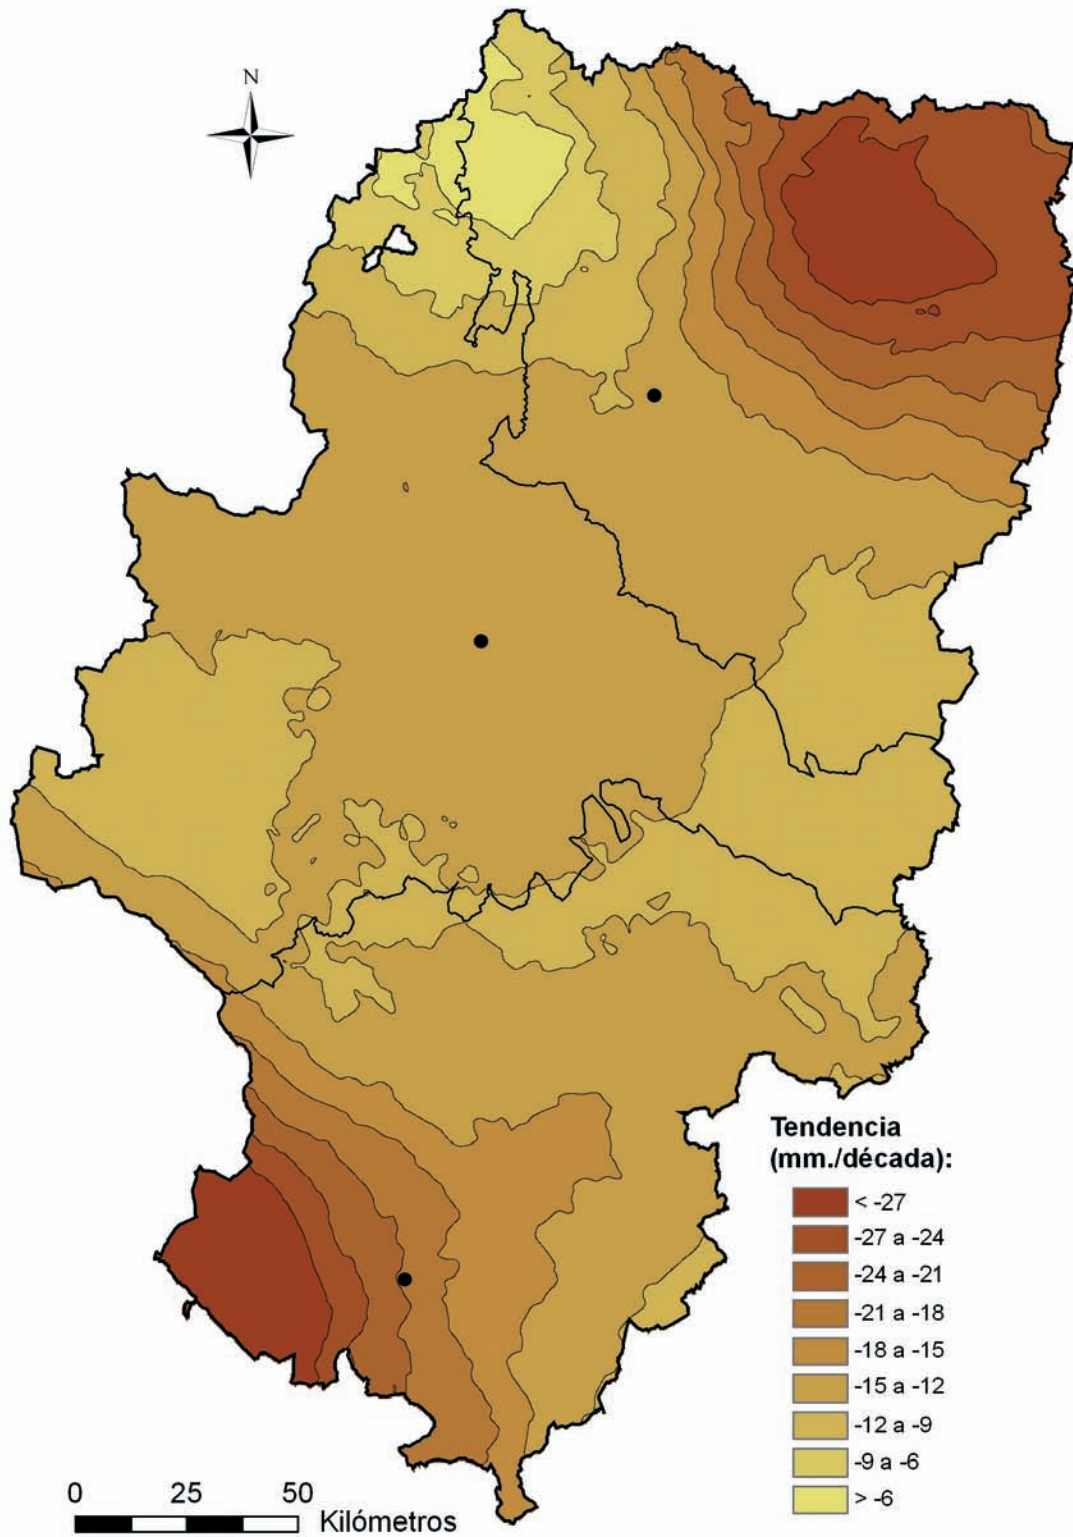 N
Tendencia
(mm./década):
< -27
-27 a -24
-24 a -21
-21 a -18
-18 a -15
-15 a -12
-12 a -9
-9 a -6
> -6
0 25 50
Kilómetros